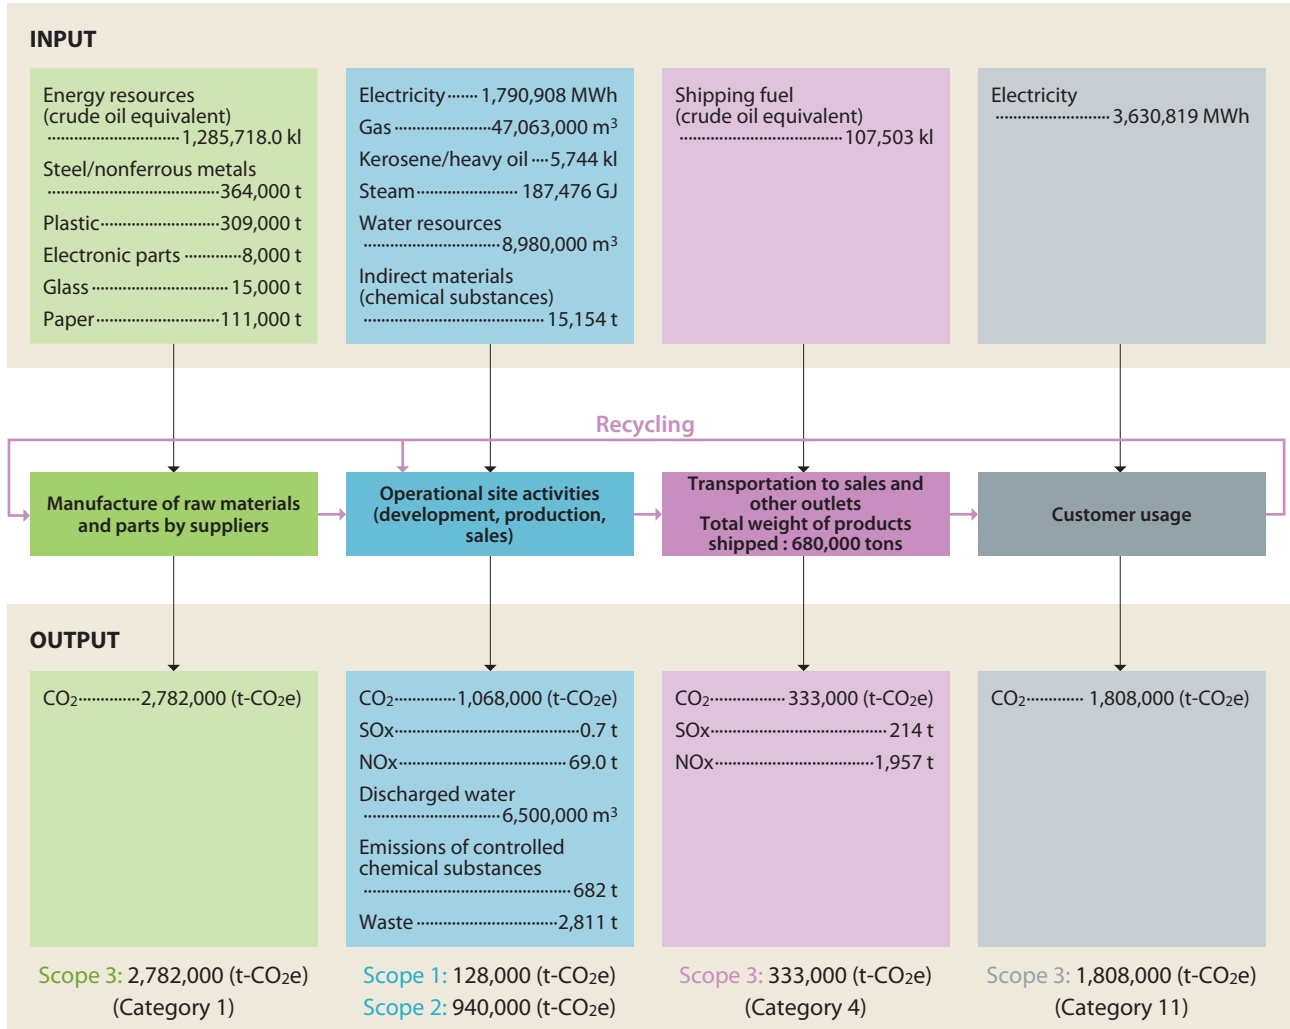 INPUT
Energy resources
(crude oil equivalent)
1,285,718.0 kl
Steel/nonferrous metals
364,000 t
Plastic 309,000 t
Electronic parts 8,000 t
Glass 15,000 t
Paper 111,000 t
Electricity 1,790,908 MWh
Gas 47,063,000 m³
Kerosene/heavy oil 5,744 kl
Steam 187,476 GJ
Water resources
8,980,000 m³
Indirect materials
(chemical substances)
15,154 t
Shipping fuel
(crude oil equivalent)
107,503 kl
Electricity
3,630,819 MWh
Recycling
Manufacture of raw materials
and parts by suppliers
Operational site activities
(development, production,
sales)
Transportation to sales and
other outlets
Total weight of products
shipped : 680,000 tons
Customer usage
OUTPUT
CO₂ 2,782,000 (t-CO₂e)
CO₂ 1,068,000 (t-CO₂e)
SOx 0.7 t
NOx 69.0 t
Discharged water
6,500,000 m³
Emissions of controlled
chemical substances
682 t
Waste 2,811 t
CO₂ 333,000 (t-CO₂e)
SOx 214 t
NOx 1,957 t
CO₂ 1,808,000 (t-CO₂e)
Scope 3: 2,782,000 (t-CO₂e)
(Category 1)
Scope 1: 128,000 (t-CO₂e)
Scope 2: 940,000 (t-CO₂e)
Scope 3: 333,000 (t-CO₂e)
(Category 4)
Scope 3: 1,808,000 (t-CO₂e)
(Category 11)